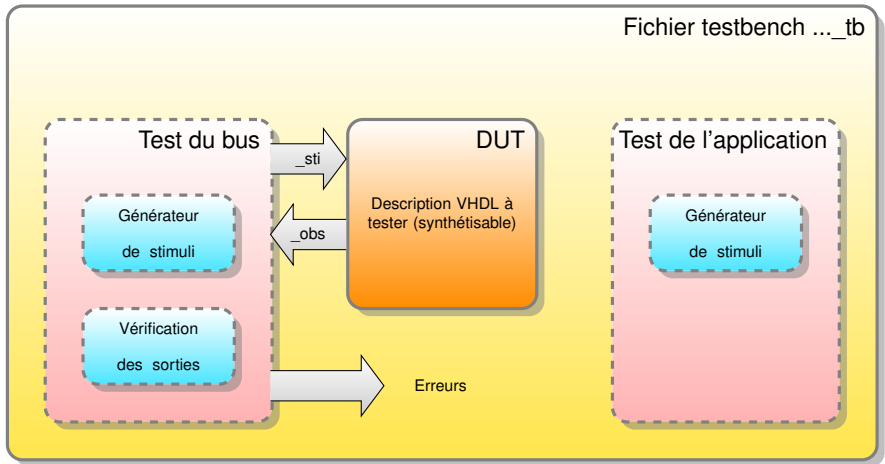 Fichier testbench ..._tb
Test du bus
_sti
DUT
Test de l'application
Description VHDL à
tester (synthétisable)
Générateur
de stimuli
_obs
Générateur
de stimuli
Vérification
des sorties
Erreurs